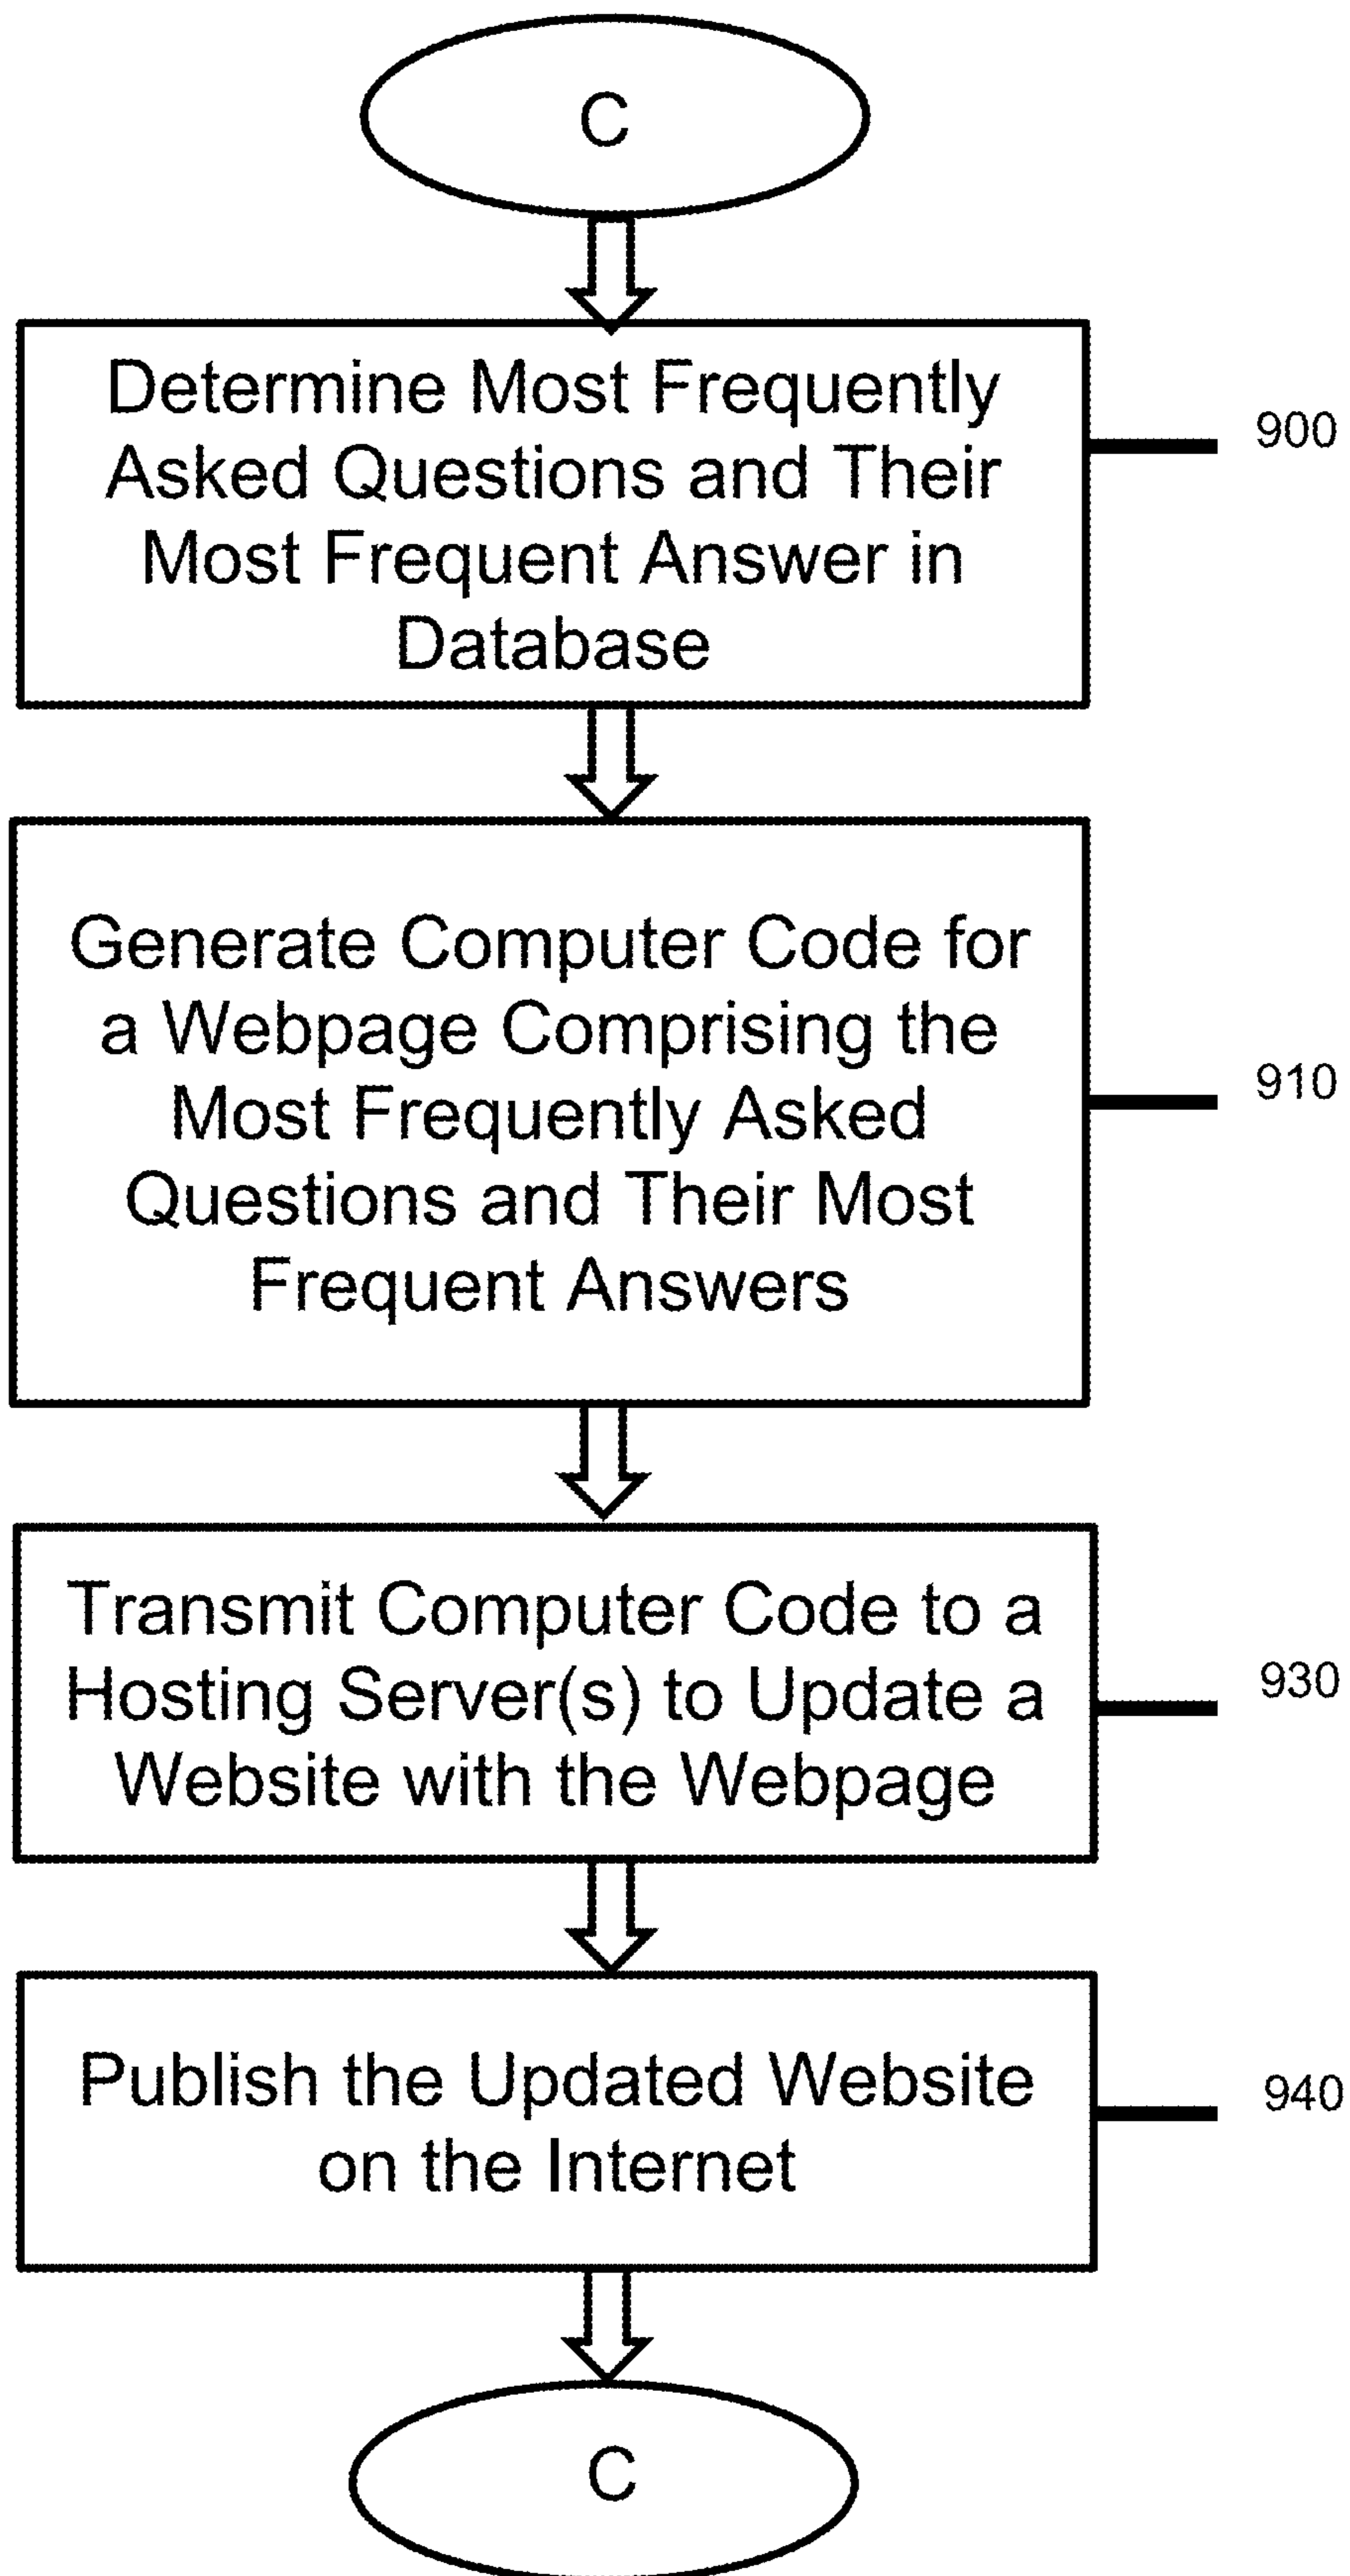 C
Determine Most Frequently
Asked Questions and Their
Most Frequent Answer in
Database
900
Generate Computer Code for
a Webpage Comprising the
Most Frequently Asked
Questions and Their Most
Frequent Answers
910
Transmit Computer Code to a
Hosting Server(s) to Update a
Website with the Webpage
930
Publish the Updated Website
on the Internet
940
C